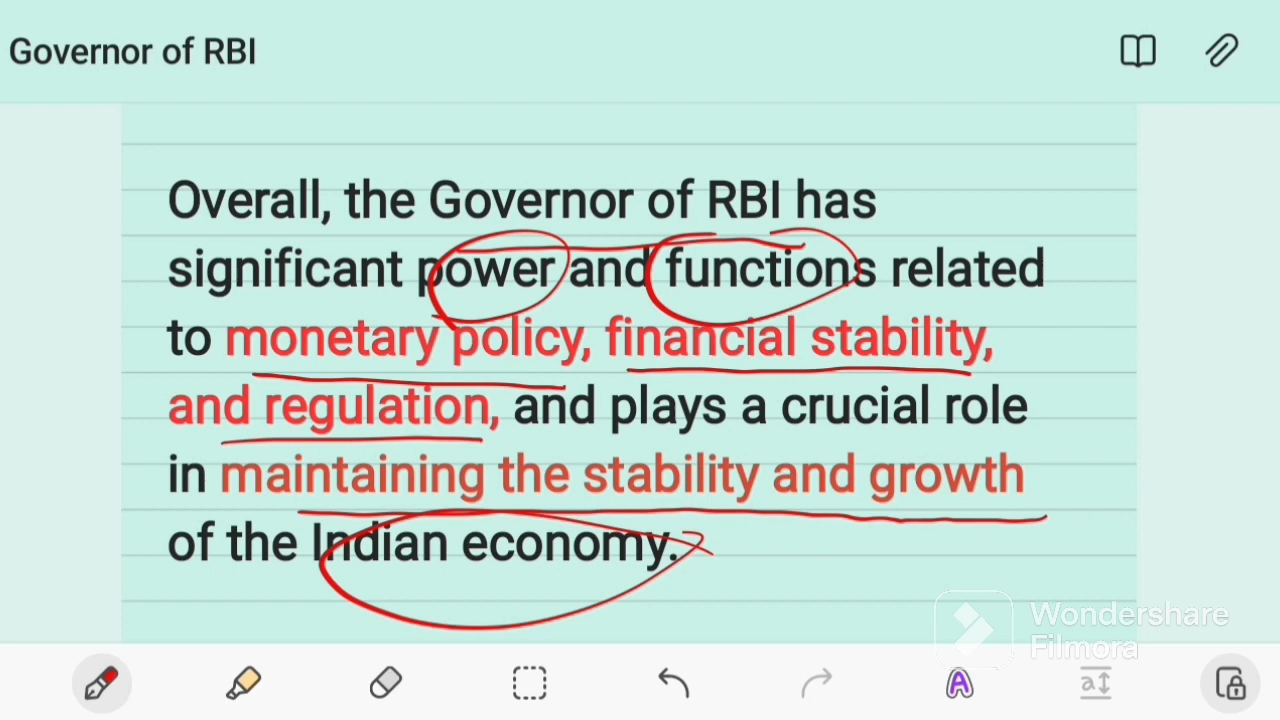 Governor of RBI
Overall, the Governor of RBI has
significant power and functions related
to monetary policy, financial stability,
and regulation, and plays a crucial role
in maintaining the stability and growth
of the Indian economy.
Wondershare
Filmora
A
a